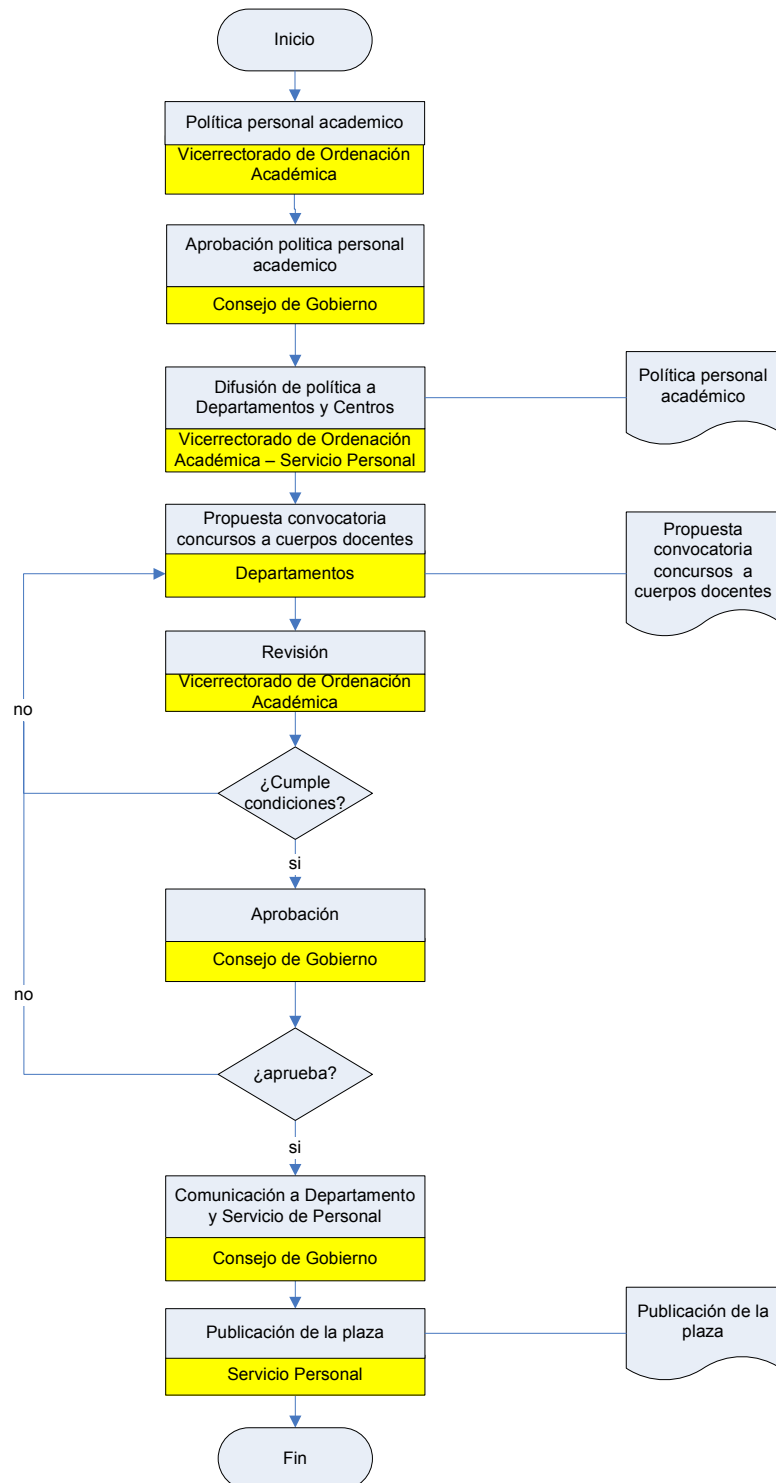 Inicio
Política personal academico
Vicerrectorado de Ordenación
Académica
Aprobación politica personal
academico
Consejo de Gobierno
Difusión de política a
Departamentos y Centros
Vicerrectorado de Ordenación
Académica – Servicio Personal
Política personal
académico
Propuesta convocatoria
concursos a cuerpos docentes
Departamentos
Propuesta
convocatoria
concursos a
cuerpos docentes
Revisión
Vicerrectorado de Ordenación
Académica
no
¿Cumple
condiciones?
si
Aprobación
Consejo de Gobierno
no
¿aprueba?
si
Comunicación a Departamento
y Servicio de Personal
Consejo de Gobierno
Publicación de la plaza
Servicio Personal
Publicación de la
plaza
Fin